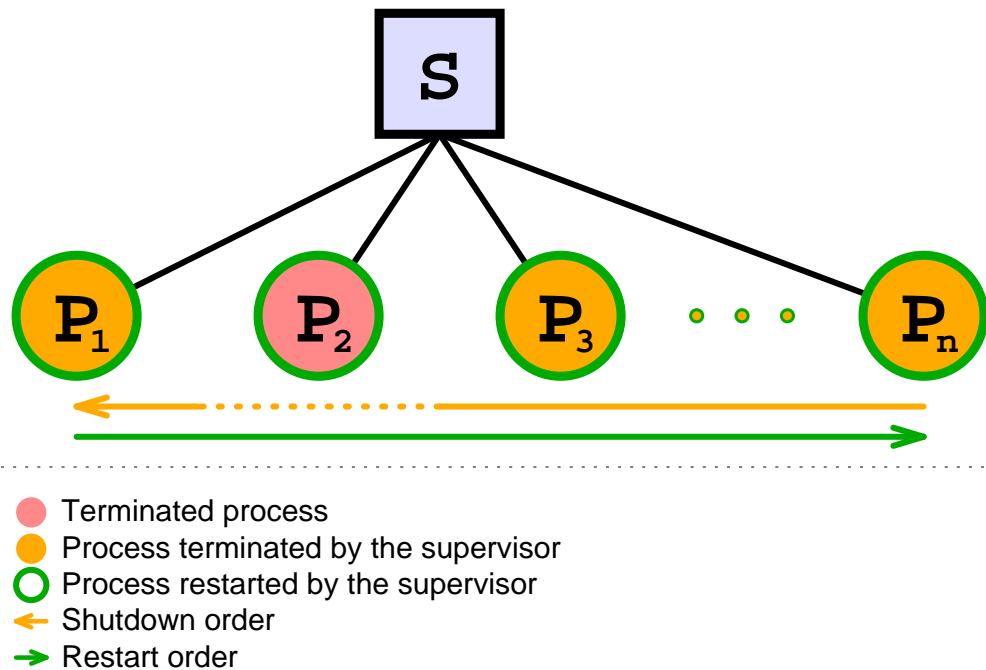 S
P1 P2 P3 Pn
Terminated process
Process terminated by the supervisor
Process restarted by the supervisor
Shutdown order
Restart order